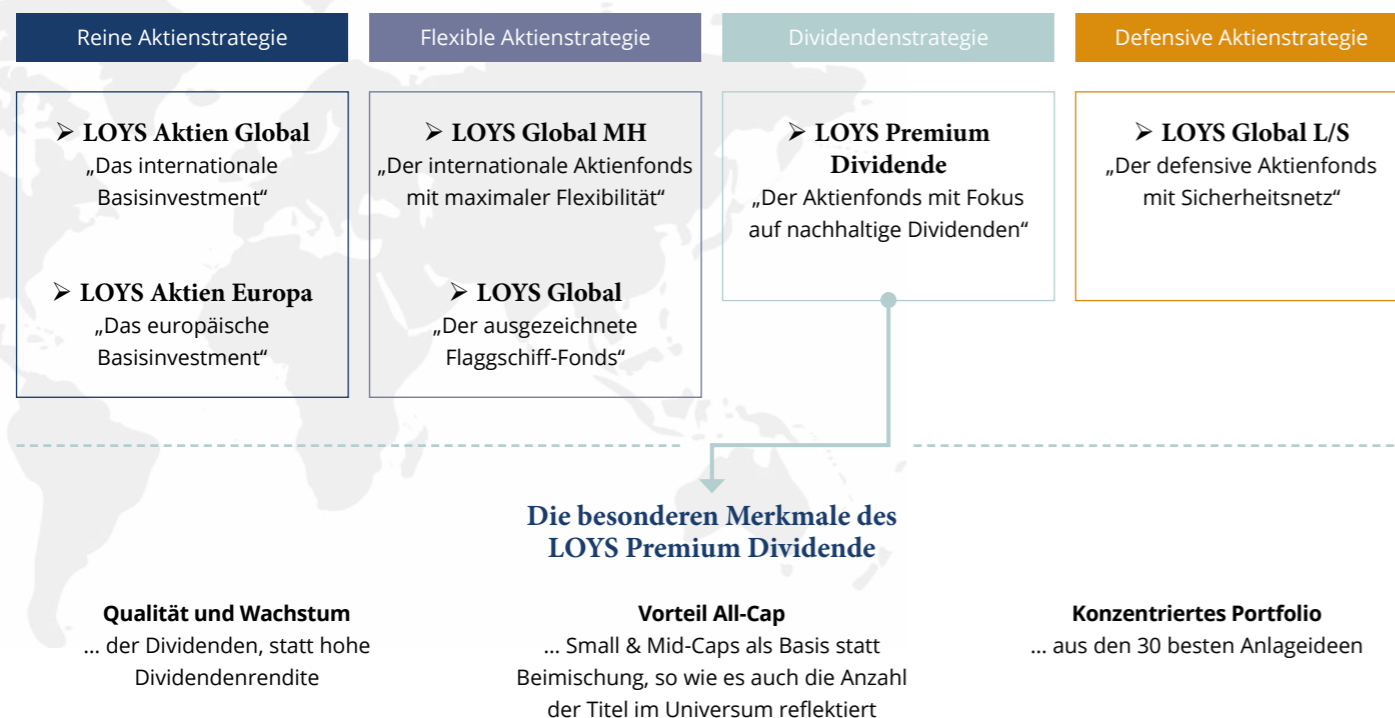 Reine Aktienstrategie
Flexible Aktienstrategie
Dividendenstrategie
Defensive Aktienstrategie
➢ LOYS Aktien Global
„Das internationale
Basisinvestment“
➢ LOYS Aktien Europa
„Das europäische
Basisinvestment“
➢ LOYS Global MH
„Der internationale Aktienfonds
mit maximaler Flexibilität“
➢ LOYS Global
„Der ausgezeichnete
Flaggschiff-Fonds“
➢ LOYS Premium
Dividende
„Der Aktienfonds mit Fokus
auf nachhaltige Dividenden“
➢ LOYS Global L/S
„Der defensive Aktienfonds
mit Sicherheitsnetz“
Die besonderen Merkmale des
LOYS Premium Dividende
Qualität und Wachstum
... der Dividenden, statt hohe
Dividendenrendite
Vorteil All-Cap
... Small & Mid-Caps als Basis statt
Beimischung, so wie es auch die Anzahl
der Titel im Universum reflektiert
Konzentriertes Portfolio
... aus den 30 besten Anlageideen